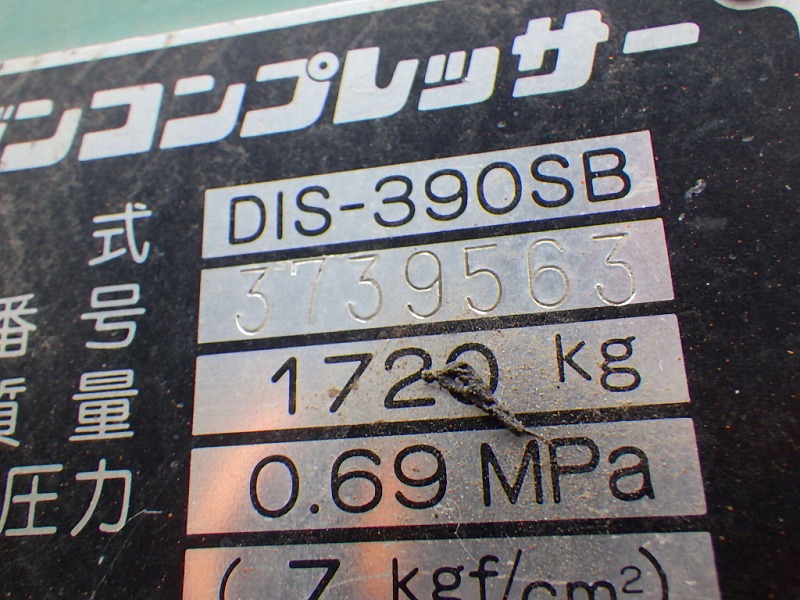 ンコンプレッサー
式 DIS-390SB
番号 3739563
質量 1720 kg
圧力 0.69 MPa
(7 kgf/cm²)